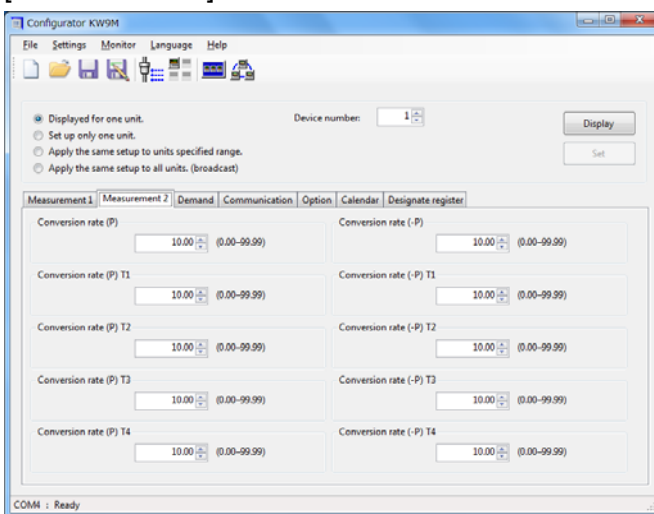 Configurator KW9M
File Settings Monitor Language Help
Displayed for one unit. Device number: 1 Display
Set up only one unit.
Apply the same setup to units specified range. Set
Apply the same setup to all units. (broadcast)
Measurement 1 Measurement 2 Demand Communication Option Calendar Designate register
Conversion rate (P) Conversion rate (-P)
10.00 (0.00-99.99) 10.00 (0.00-99.99)
Conversion rate (P) T1 Conversion rate (-P) T1
10.00 (0.00-99.99) 10.00 (0.00-99.99)
Conversion rate (P) T2 Conversion rate (-P) T2
10.00 (0.00-99.99) 10.00 (0.00-99.99)
Conversion rate (P) T3 Conversion rate (-P) T3
10.00 (0.00-99.99) 10.00 (0.00-99.99)
Conversion rate (P) T4 Conversion rate (-P) T4
10.00 (0.00-99.99) 10.00 (0.00-99.99)
COM4 : Ready